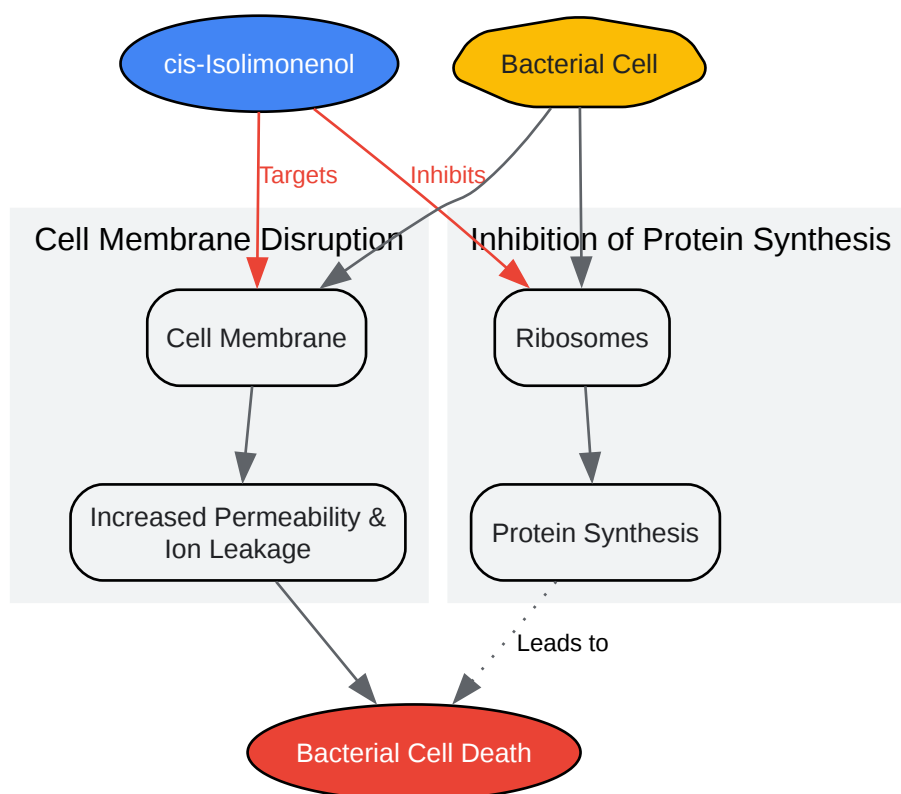 cis-Isolimonenol
Bacterial Cell
Targets
Inhibits
Cell Membrane Disruption
Inhibition of Protein Synthesis
Cell Membrane
Ribosomes
Increased Permeability &
Ion Leakage
Protein Synthesis
Leads to
Bacterial Cell Death